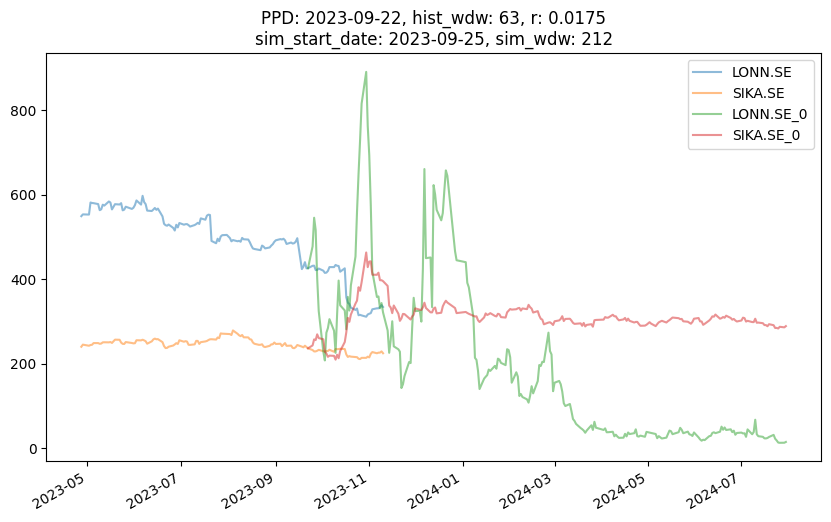 PPD: 2023-09-22, hist_wdw: 63, r: 0.0175
sim_start_date: 2023-09-25, sim_wdw: 212
LONN.SE
SIKA.SE
LONN.SE_0
SIKA.SE_0
800
600
400
200
0
2023-05
2023-07
2023-09
2023-11
2024-01
2024-03
2024-05
2024-07